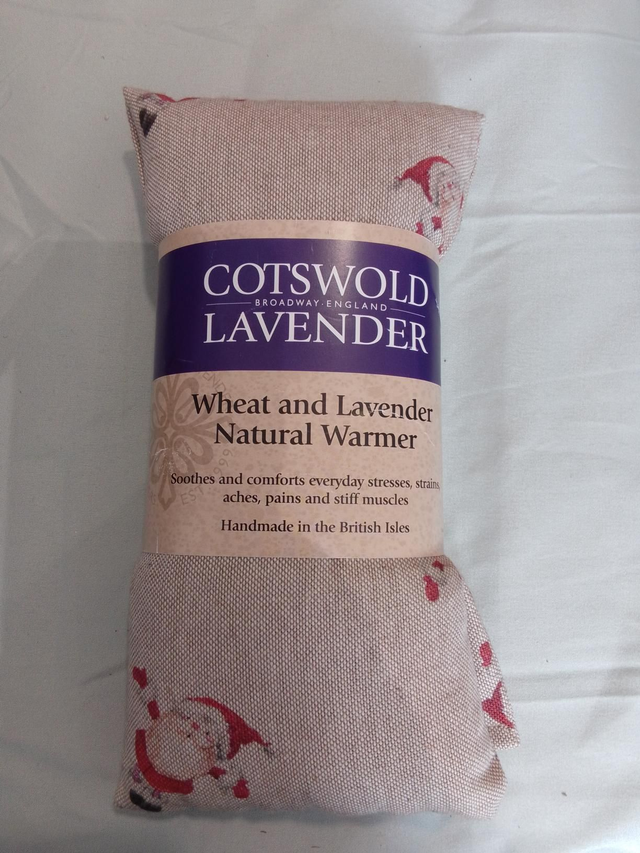 COTSWOLD
BROADWAY·ENGLAND
LAVENDER
Wheat and Lavender
Natural Warmer
Soothes and comforts everyday stresses, strains,
aches, pains and stiff muscles
Handmade in the British Isles